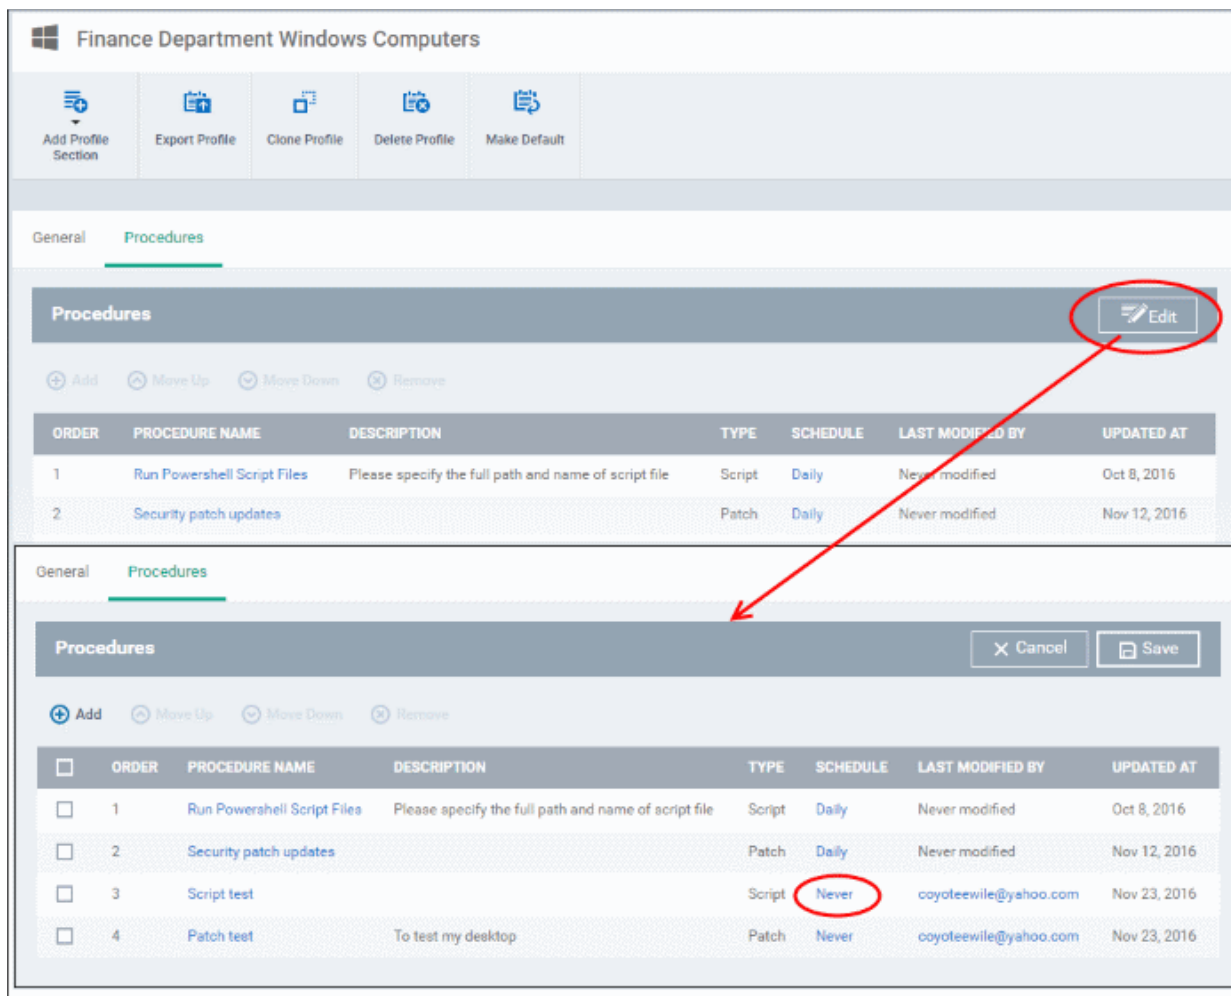 Finance Department Windows Computers
Add Profile Section
Export Profile
Clone Profile
Delete Profile
Make Default
General Procedures
Procedures Edit
Add Move Up Move Down Remove
ORDER PROCEDURE NAME DESCRIPTION TYPE SCHEDULE LAST MODIFIED BY UPDATED AT
1 Run Powershell Script Files Please specify the full path and name of script file Script Daily Never modified Oct 8, 2016
2 Security patch updates Patch Daily Never modified Nov 12, 2016
General Procedures
Procedures Cancel Save
Add Move Up Move Down Remove
ORDER PROCEDURE NAME DESCRIPTION TYPE SCHEDULE LAST MODIFIED BY UPDATED AT
1 Run Powershell Script Files Please specify the full path and name of script file Script Daily Never modified Oct 8, 2016
2 Security patch updates Patch Daily Never modified Nov 12, 2016
3 Script test Script Never coyoteewile@yahoo.com Nov 23, 2016
4 Patch test To test my desktop Patch Never coyoteewile@yahoo.com Nov 23, 2016